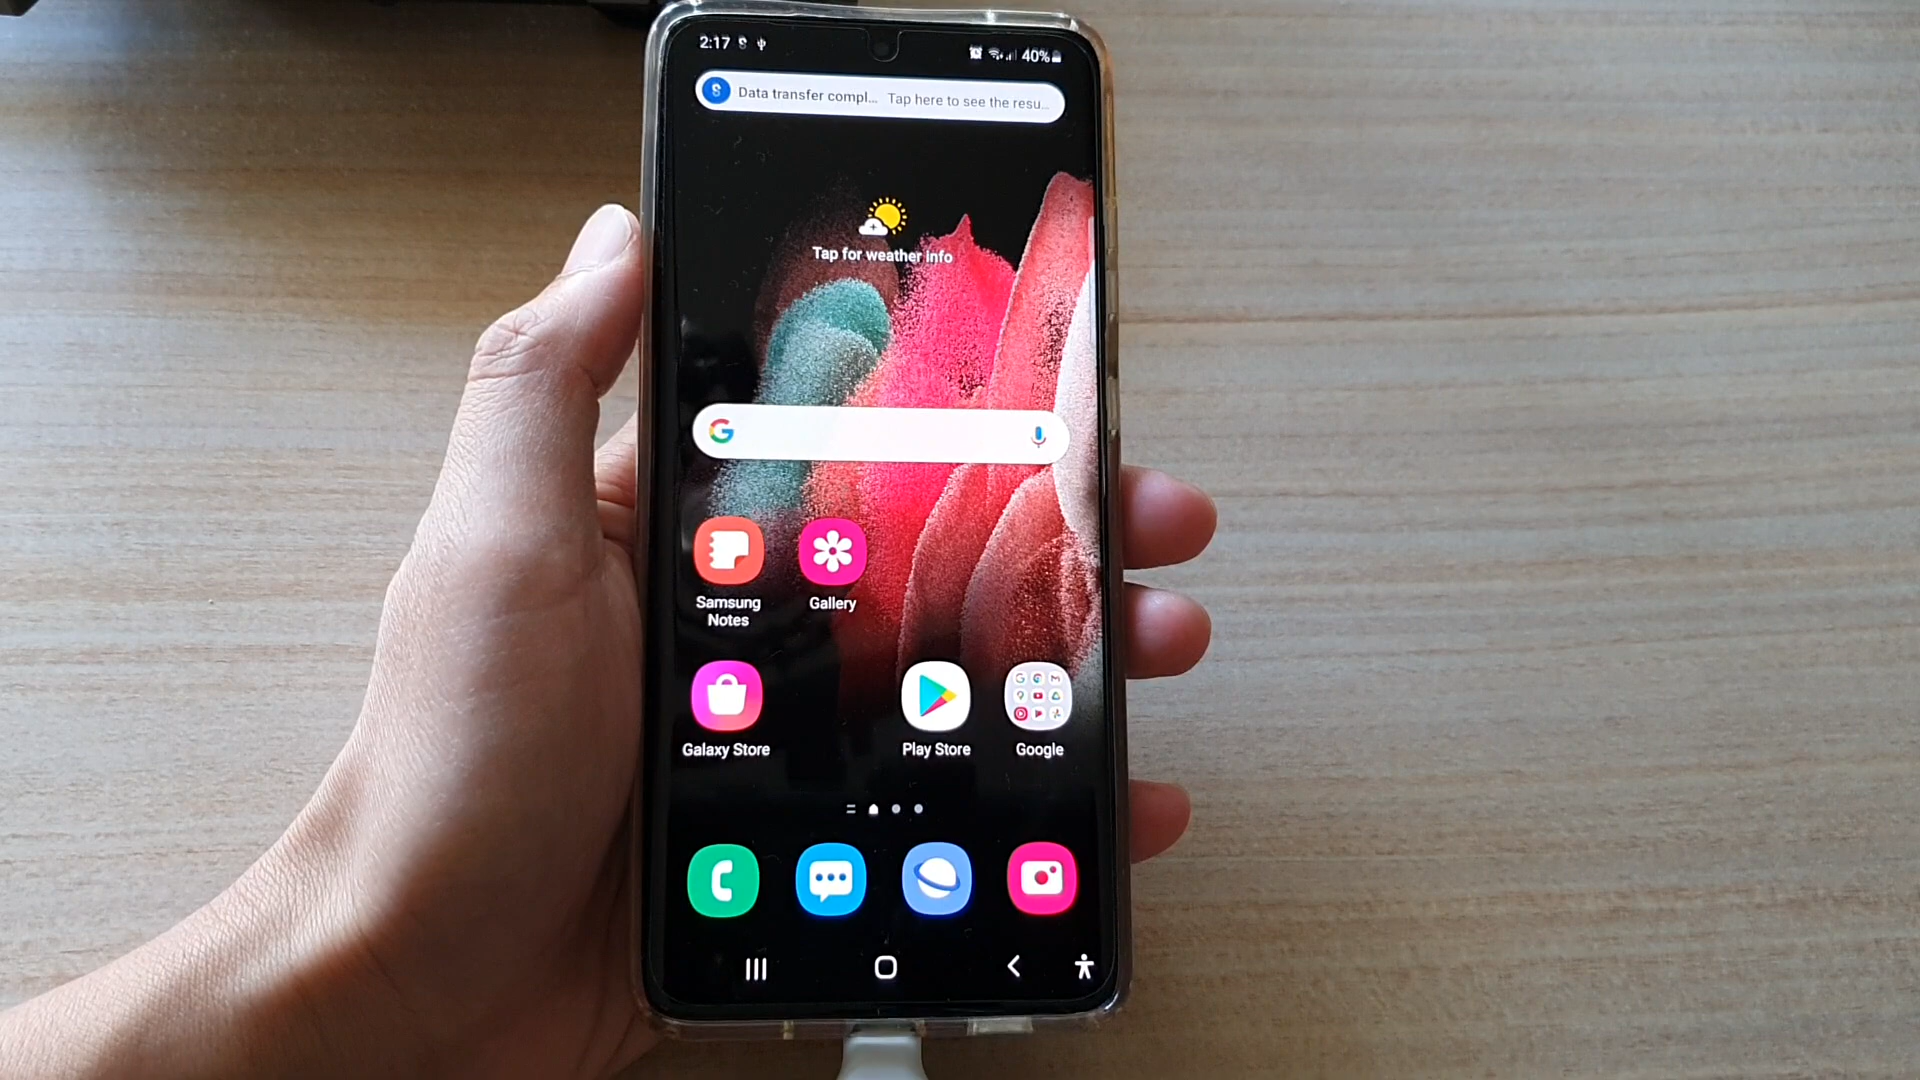 2:17
40%
Data transfer compl... Tap here to see the resu...
Tap for weather info
Samsung
Notes
Gallery
Galaxy Store
Play Store
Google